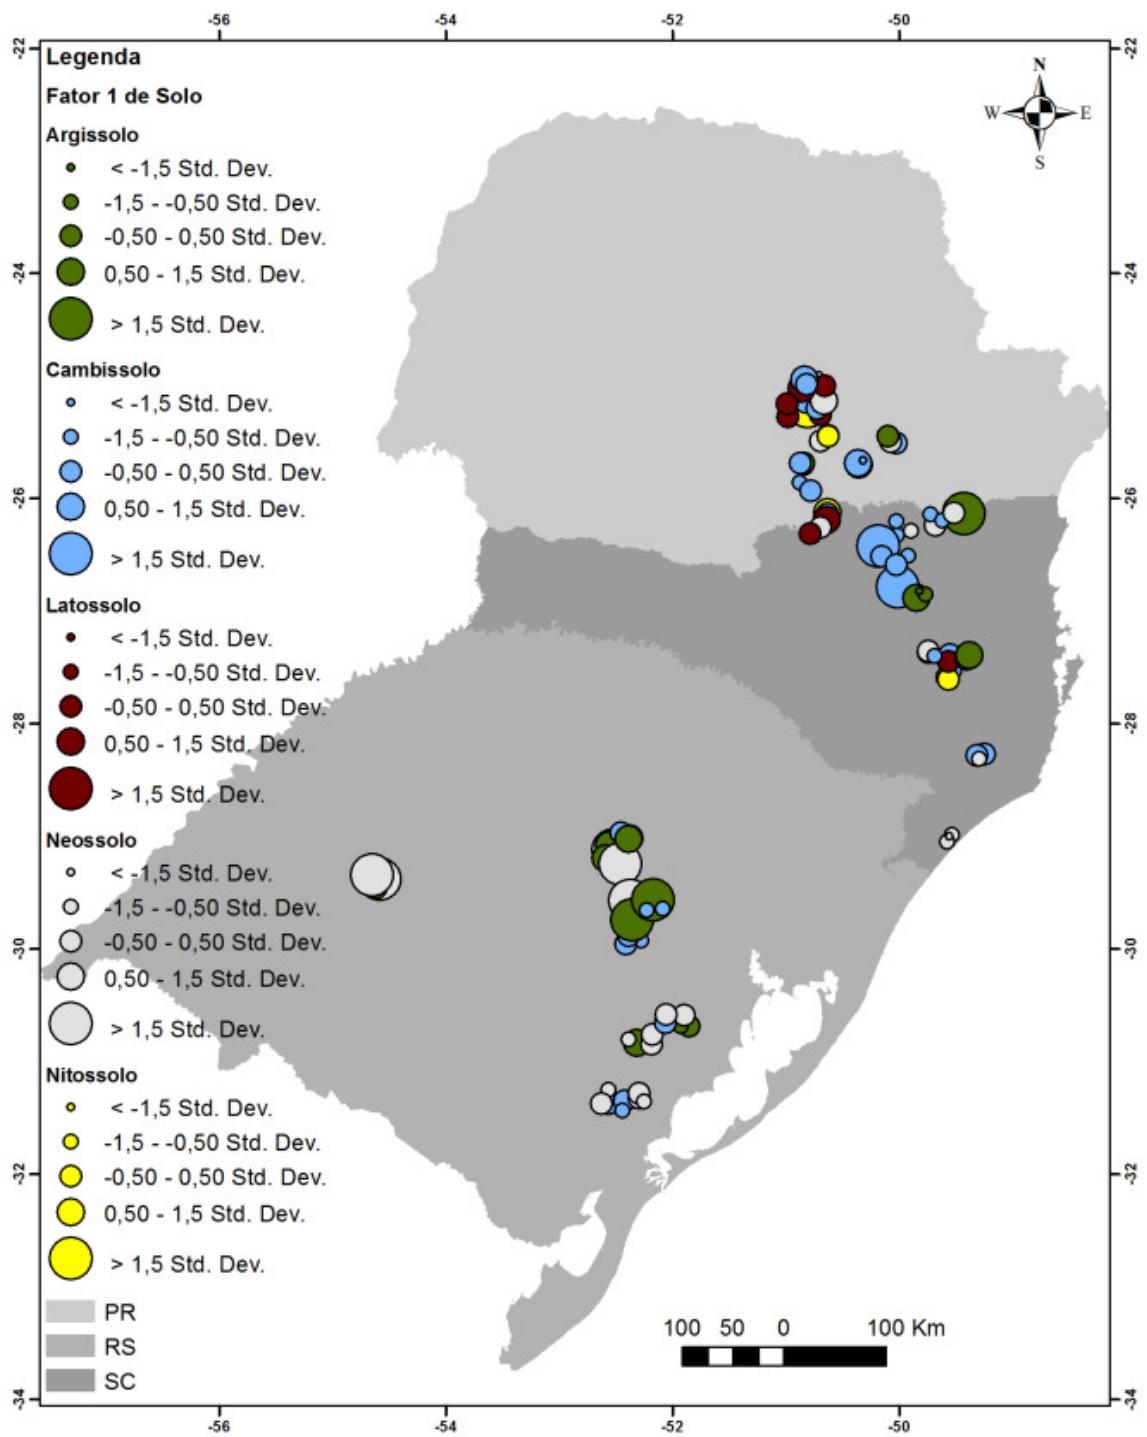 -56 -54 -52 -50
-22 -22
Legenda
Fator 1 de Solo
N
W E
S
Argissolo
< -1,5 Std. Dev.
-1,5 - -0,50 Std. Dev.
-0,50 - 0,50 Std. Dev.
-24 -24
0,50 - 1,5 Std. Dev.
> 1,5 Std. Dev.
Cambissolo
< -1,5 Std. Dev.
-1,5 - -0,50 Std. Dev.
-0,50 - 0,50 Std. Dev.
-26 -26
0,50 - 1,5 Std. Dev.
> 1,5 Std. Dev.
Latossolo
< -1,5 Std. Dev.
-1,5 - -0,50 Std. Dev.
-0,50 - 0,50 Std. Dev.
-28 -28
0,50 - 1,5 Std. Dev.
> 1,5 Std. Dev.
Neossolo
< -1,5 Std. Dev.
-1,5 - -0,50 Std. Dev.
-0,50 - 0,50 Std. Dev.
-30 -30
0,50 - 1,5 Std. Dev.
> 1,5 Std. Dev.
Nitossolo
< -1,5 Std. Dev.
-1,5 - -0,50 Std. Dev.
-0,50 - 0,50 Std. Dev.
-32 -32
0,50 - 1,5 Std. Dev.
> 1,5 Std. Dev.
PR
RS
SC
100 50 0 100 Km
-34 -34
-56 -54 -52 -50